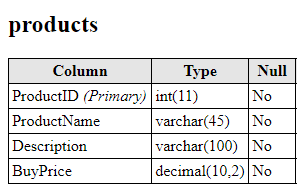 products
Column Type Null
ProductID (Primary) int(11) No
ProductName varchar(45) No
Description varchar(100) No
BuyPrice decimal(10,2) No